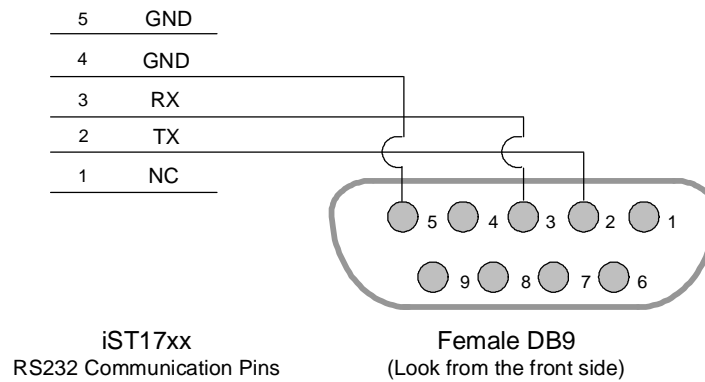 5 GND
4 GND
3 RX
2 TX
1 NC
5 4 3 2 1
9 8 7 6
iST17xx
RS232 Communication Pins
Female DB9
(Look from the front side)